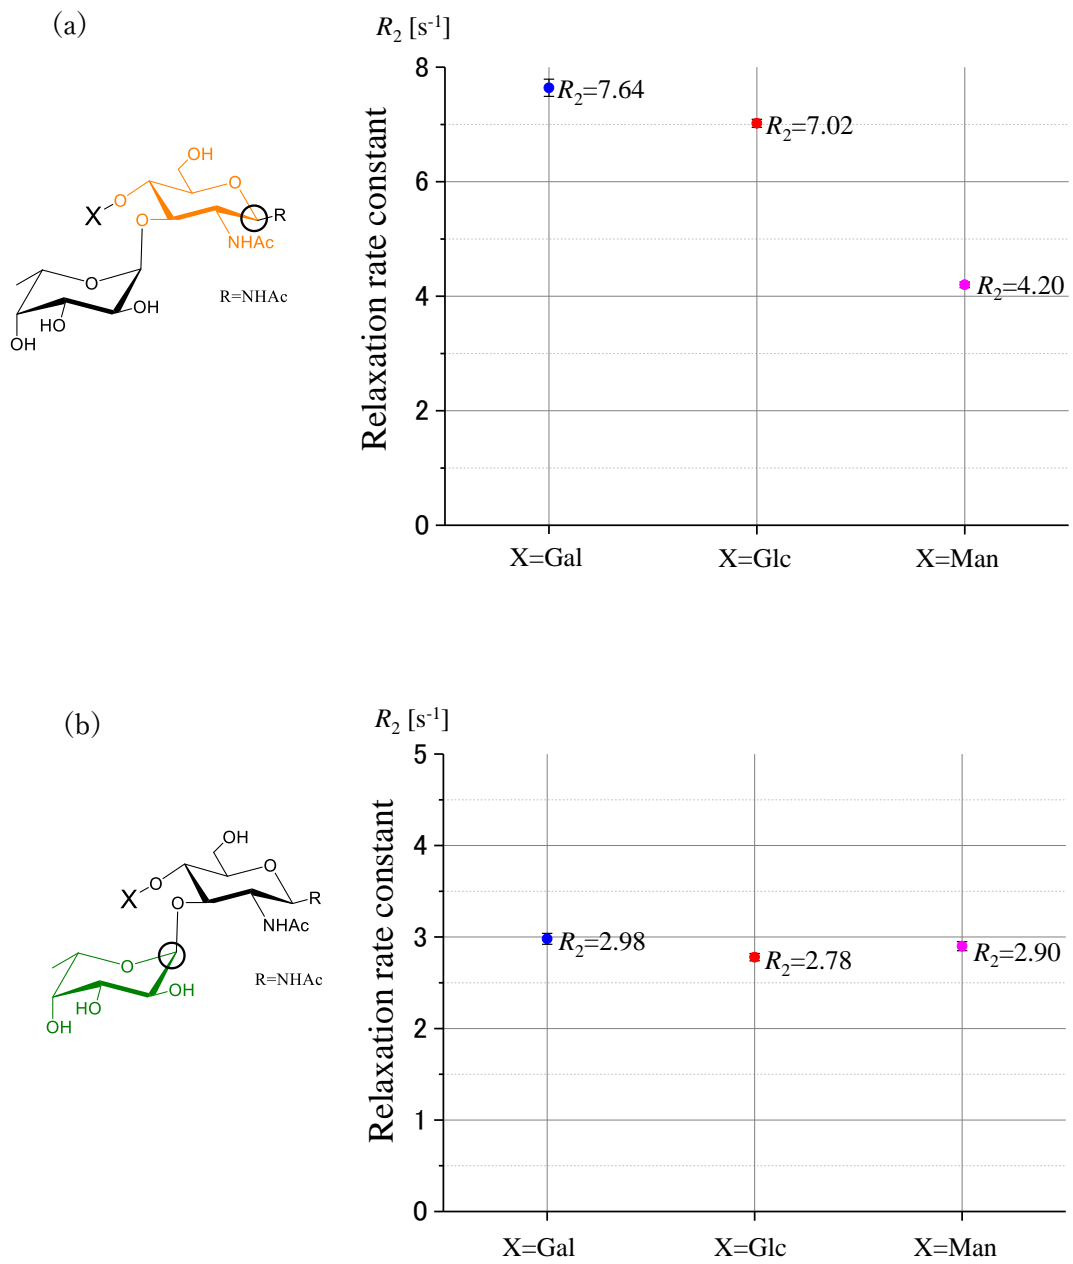 (a)
R₂ [s⁻¹]
Relaxation rate constant
8
6
4
2
0
R₂=7.64
R₂=7.02
R₂=4.20
X=Gal
X=Glc
X=Man
OH
O
O
X
R
O
NHAc
O
R=NHAc
OH
HO
OH
(b)
R₂ [s⁻¹]
Relaxation rate constant
5
4
3
2
1
0
R₂=2.98
R₂=2.78
R₂=2.90
X=Gal
X=Glc
X=Man
OH
O
O
X
R
O
NHAc
O
R=NHAc
OH
HO
OH